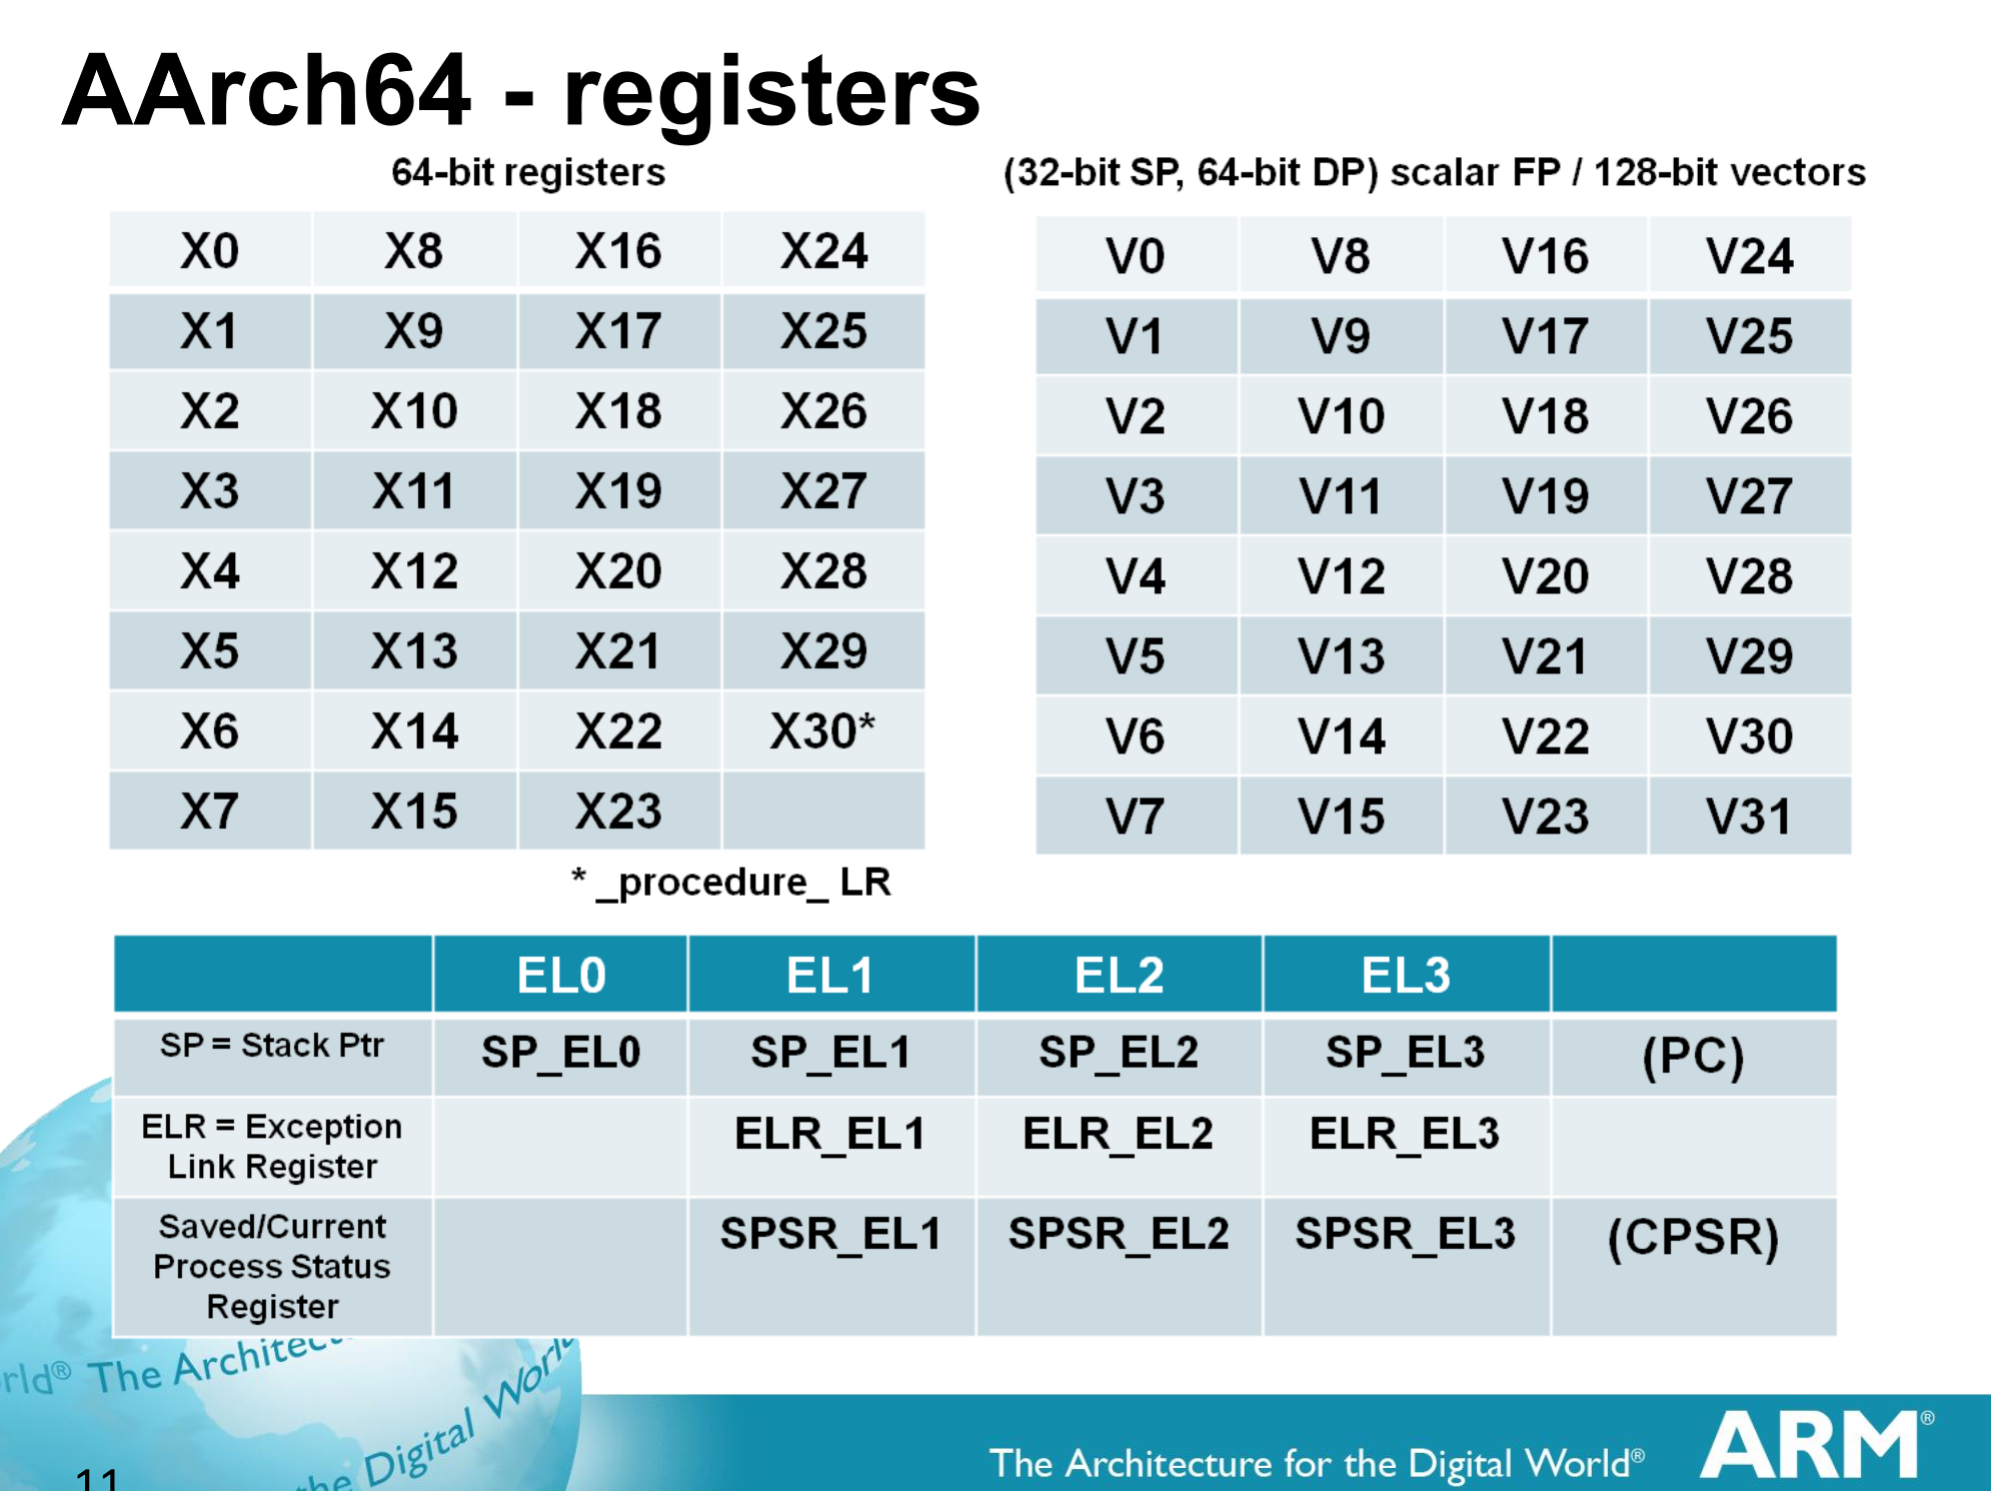 AArch64 - registers
64-bit registers
X0 X8 X16 X24
X1 X9 X17 X25
X2 X10 X18 X26
X3 X11 X19 X27
X4 X12 X20 X28
X5 X13 X21 X29
X6 X14 X22 X30*
X7 X15 X23
* _procedure_ LR
(32-bit SP, 64-bit DP) scalar FP / 128-bit vectors
V0 V8 V16 V24
V1 V9 V17 V25
V2 V10 V18 V26
V3 V11 V19 V27
V4 V12 V20 V28
V5 V13 V21 V29
V6 V14 V22 V30
V7 V15 V23 V31
EL0 EL1 EL2 EL3
SP = Stack Ptr SP_EL0 SP_EL1 SP_EL2 SP_EL3 (PC)
ELR = Exception
Link Register ELR_EL1 ELR_EL2 ELR_EL3
Saved/Current
Process Status
Register SPSR_EL1 SPSR_EL2 SPSR_EL3 (CPSR)
rld® The Architec
the Digital World
11
The Architecture for the Digital World®
ARM®